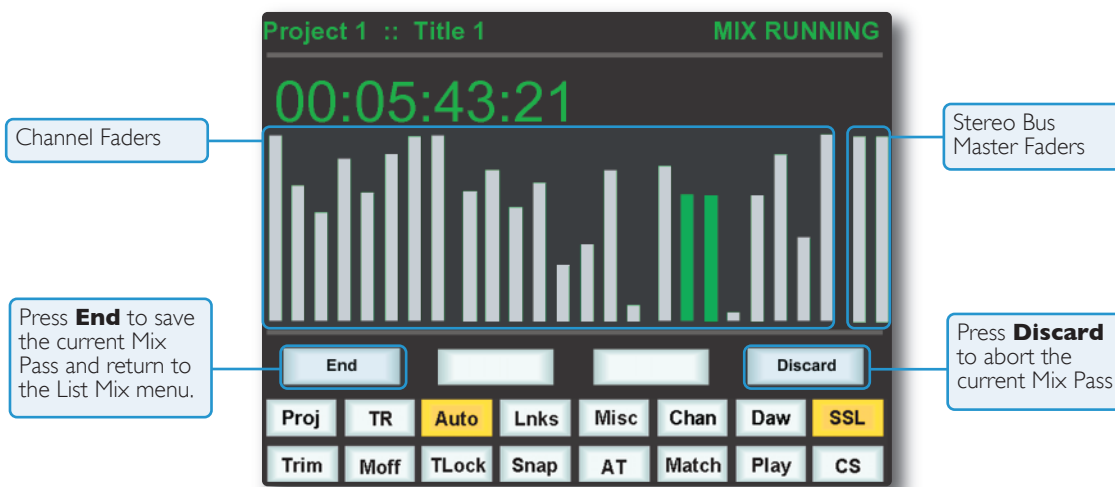 Project 1 :: Title 1 MIX RUNNING
00:05:43:21
Channel Faders
Stereo Bus
Master Faders
Press End to save
the current Mix
Pass and return to
the List Mix menu.
Press Discard
to abort the
current Mix Pass
End
Discard
Proj TR Auto Lnks Misc Chan Daw SSL
Trim Moff TLock Snap AT Match Play CS